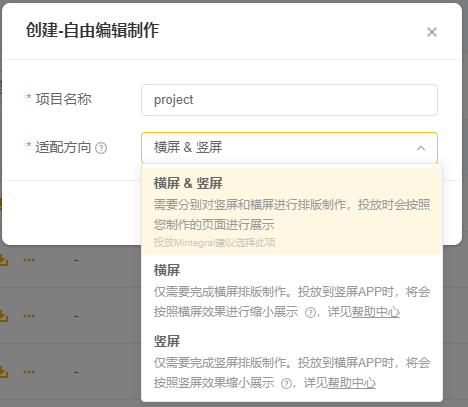 创建-自由编辑制作
* 项目名称
project
* 适配方向
横屏 & 竖屏
横屏 & 竖屏
需要分别对竖屏和横屏进行排版制作，投放时会按照
您制作的页面进行展示
投放Mintegral建议选择此项
横屏
仅需要完成横屏排版制作。投放到竖屏APP时，将会
按照横屏效果进行缩小展示 ，详见帮助中心
竖屏
仅需要完成竖屏排版制作。投放到横屏APP时，将会
按照竖屏效果缩小展示 ，详见帮助中心